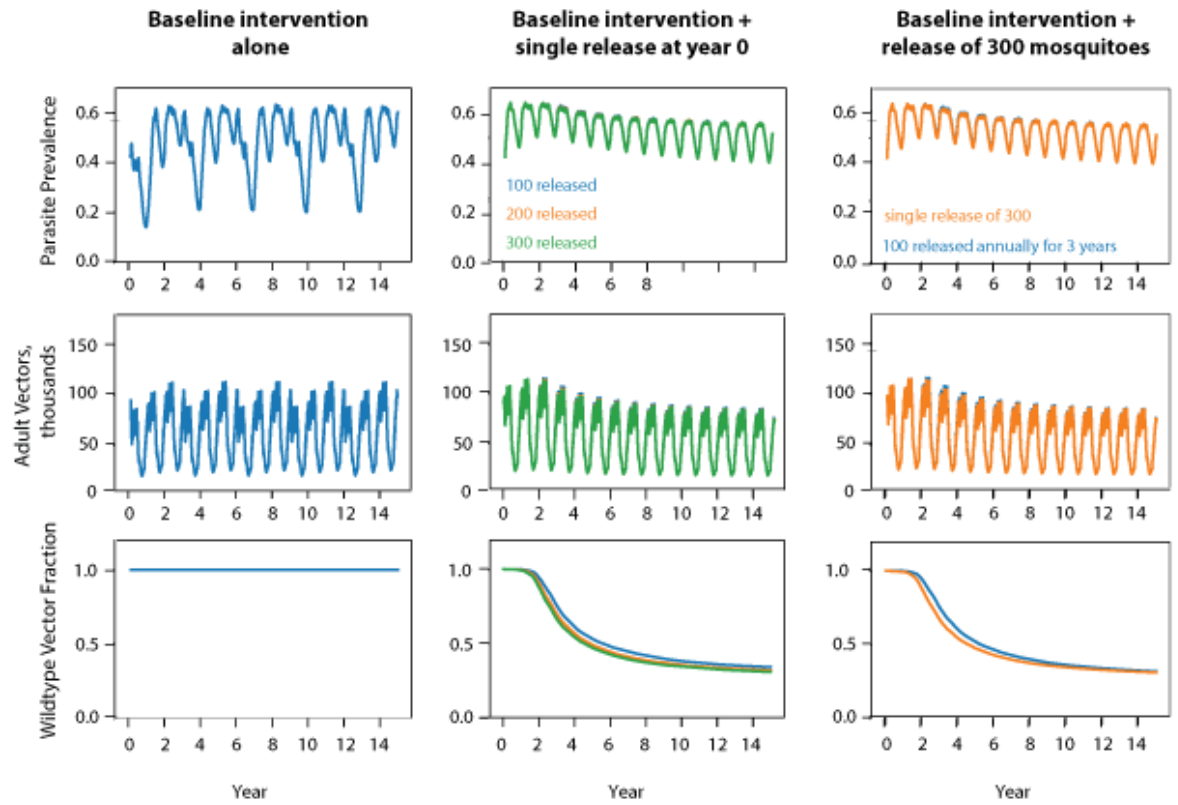 Baseline intervention
alone
Baseline intervention +
single release at year 0
Baseline intervention +
release of 300 mosquitoes
Parasite Prevalence
0.6
0.4
0.2
0.0
0 2 4 6 8 10 12 14
0.6
0.4
0.2
0.0
100 released
200 released
300 released
0 2 4 6 8
0.6
0.4
0.2
0.0
single release of 300
100 released annually for 3 years
0 2 4 6 8 10 12 14
Adult Vectors,
thousands
150
100
50
0
0 2 4 6 8 10 12 14
150
100
50
0
0 2 4 6 8 10 12 14
150
100
50
0
0 2 4 6 8 10 12 14
Wildtype Vector Fraction
1.0
0.5
0.0
0 2 4 6 8 10 12 14
1.0
0.5
0.0
0 2 4 6 8 10 12 14
1.0
0.5
0.0
0 2 4 6 8 10 12 14
Year
Year
Year